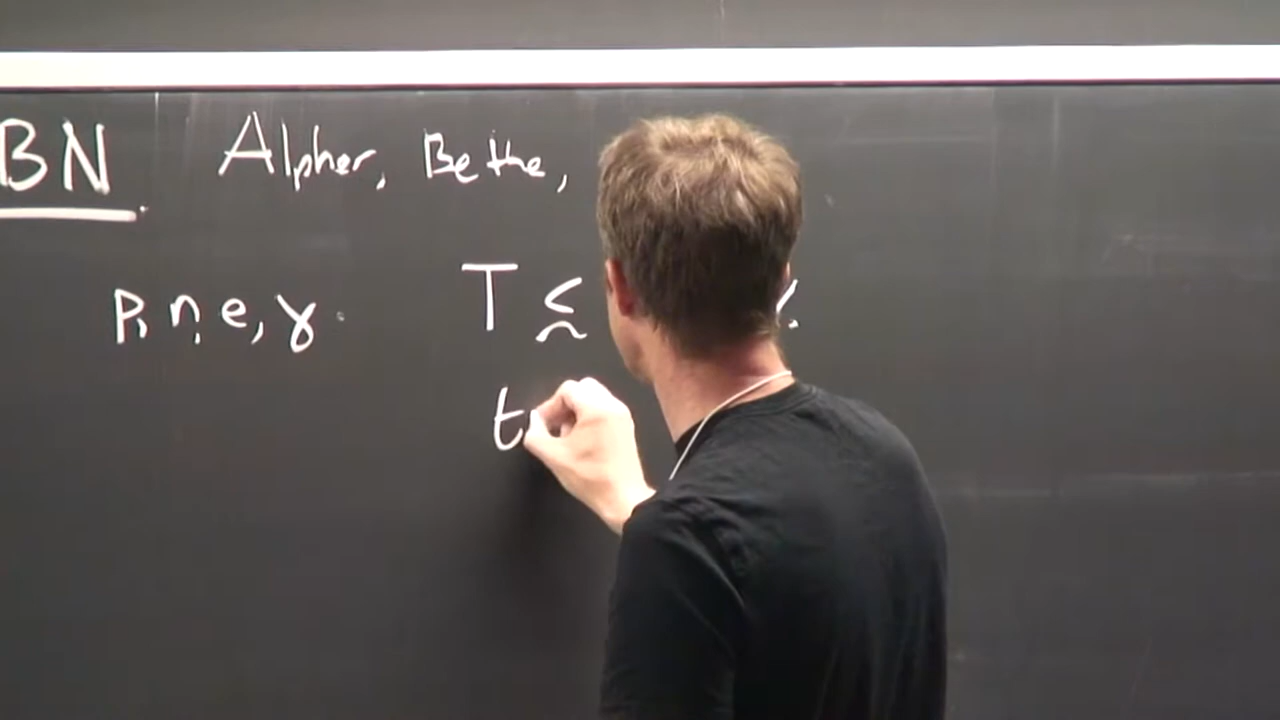 BN Alpher, Bethe,
p, n, e, γ. T ≲
t